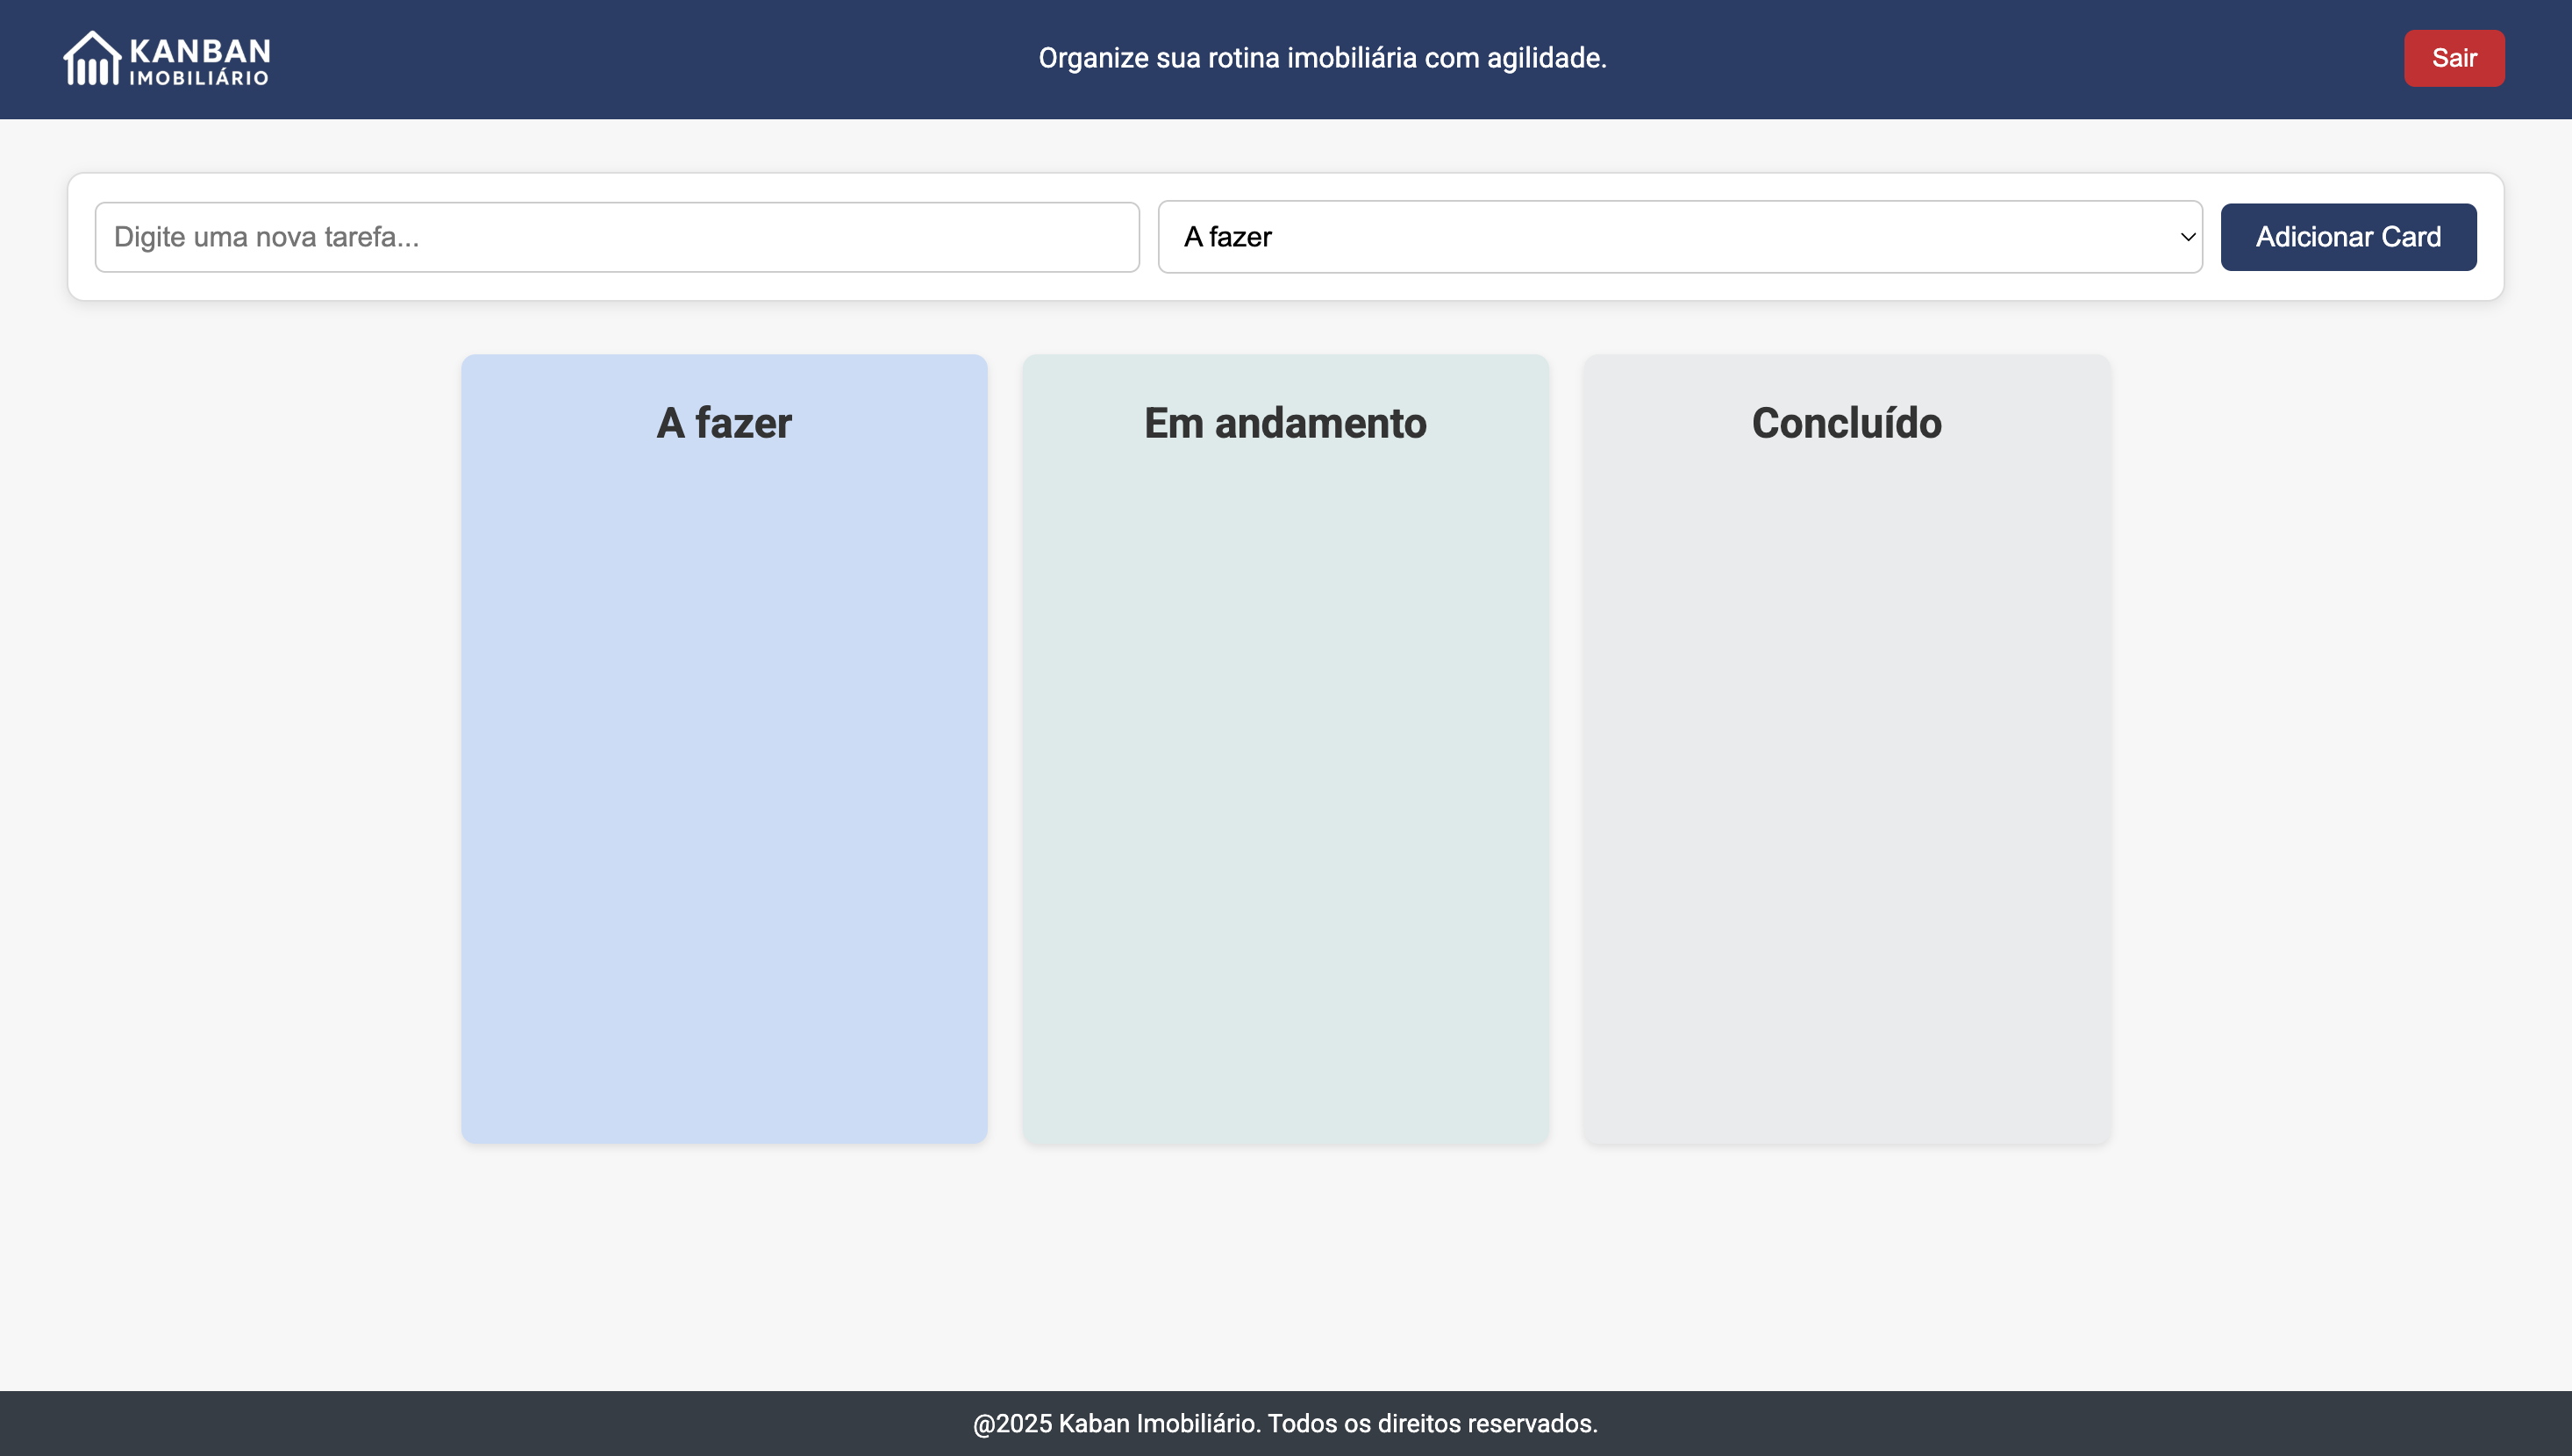 KANBAN
IMOBILIÁRIO
Organize sua rotina imobiliária com agilidade.
Sair
Digite uma nova tarefa...
A fazer
Adicionar Card
A fazer
Em andamento
Concluído
@2025 Kaban Imobiliário. Todos os direitos reservados.